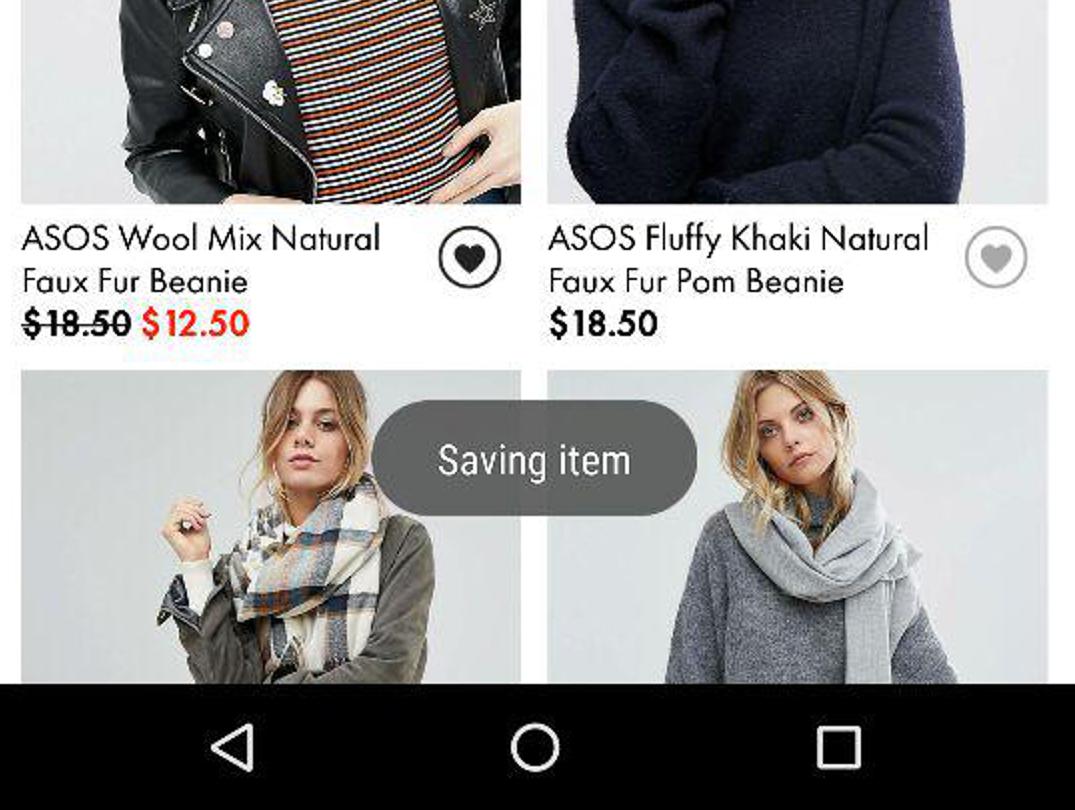 ASOS Wool Mix Natural
Faux Fur Beanie
$18.50 $12.50
ASOS Fluffy Khaki Natural
Faux Fur Pom Beanie
$18.50
Saving item